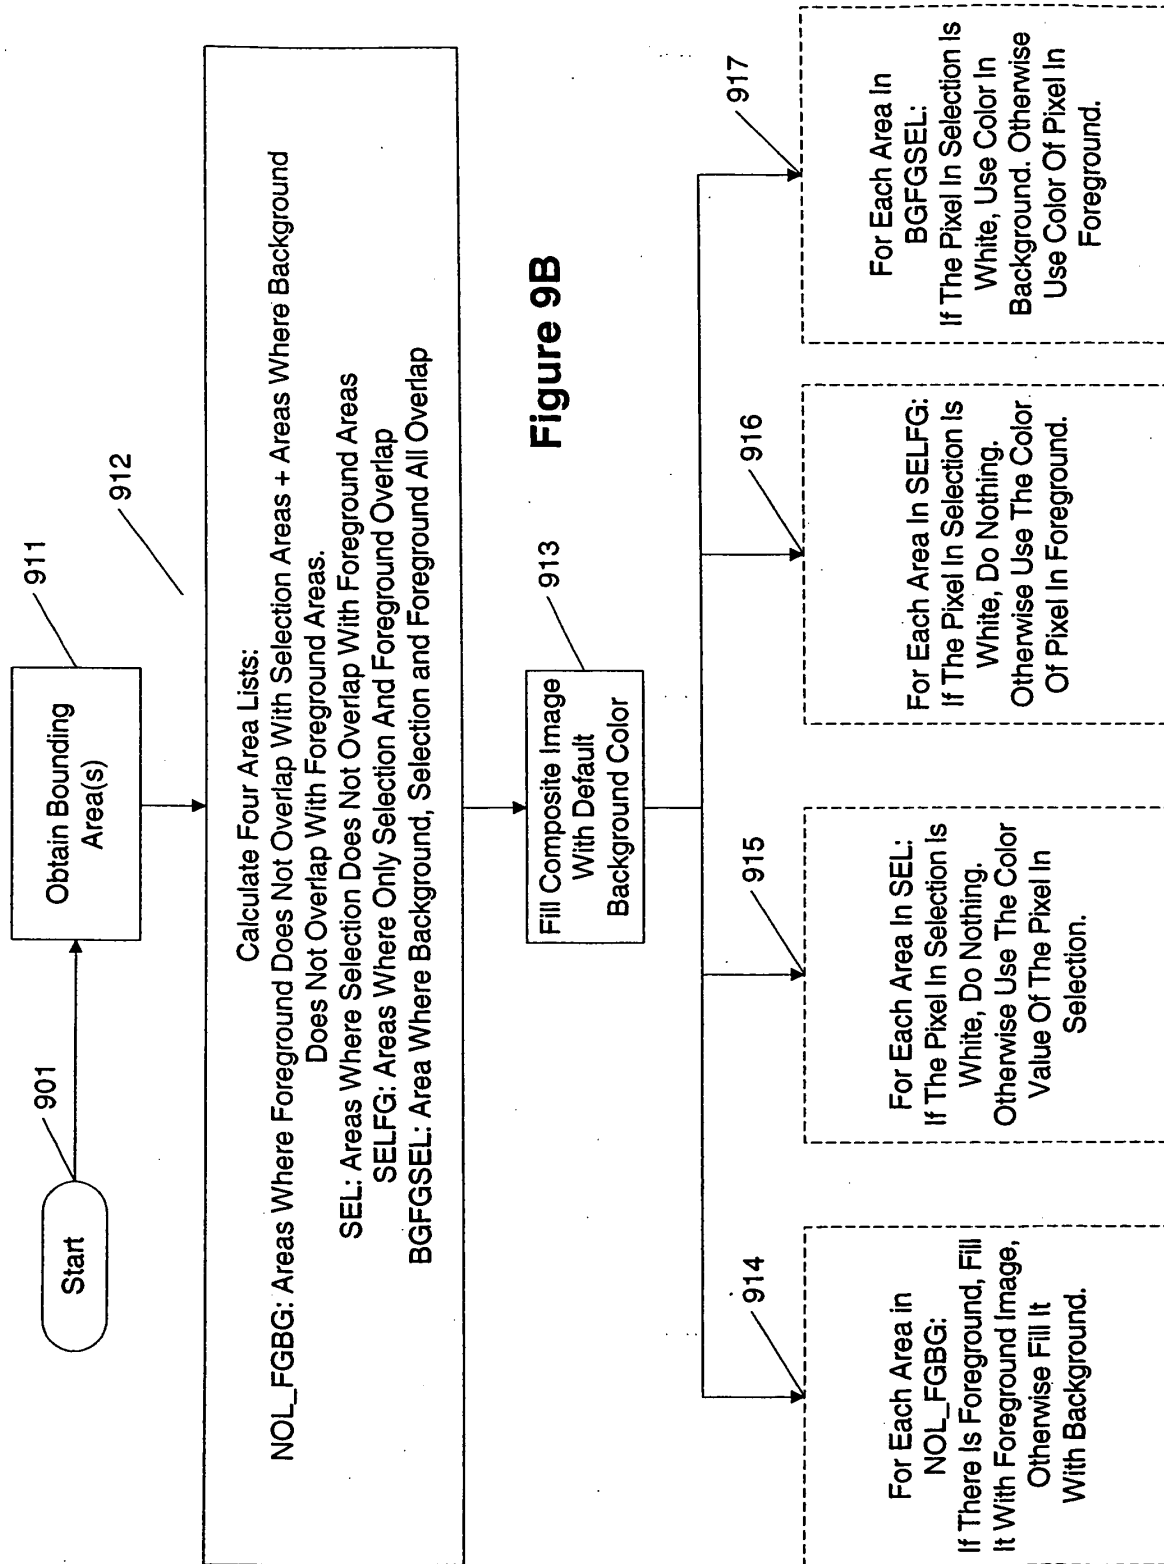 Start
901
Obtain Bounding
Area(s)
911
912
Calculate Four Area Lists:
NOL_FGBG: Areas Where Foreground Does Not Overlap With Selection Areas + Areas Where Background
Does Not Overlap With Foreground Areas.
SEL: Areas Where Selection Does Not Overlap With Foreground Areas
SELFG: Areas Where Only Selection And Foreground Overlap
BGFGSEL: Area Where Background, Selection and Foreground All Overlap
Fill Composite Image
With Default
Background Color
913
Figure 9B
914
For Each Area in
NOL_FGBG:
If There Is Foreground, Fill
It With Foreground Image,
Otherwise Fill It
With Background.
915
For Each Area In SEL:
If The Pixel In Selection Is
White, Do Nothing.
Otherwise Use The Color
Value Of The Pixel In
Selection.
916
For Each Area In SELFG:
If The Pixel In Selection Is
White, Do Nothing.
Otherwise Use The Color
Of Pixel In Foreground.
917
For Each Area In
BGFGSEL:
If The Pixel In Selection Is
White, Use Color In
Background. Otherwise
Use Color Of Pixel In
Foreground.